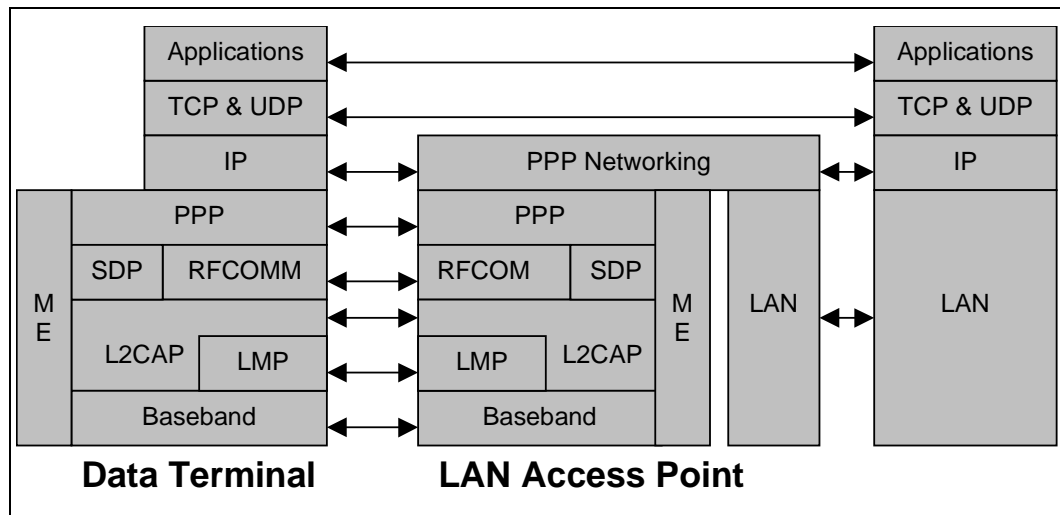 Applications
Applications
TCP & UDP
TCP & UDP
IP
PPP Networking
IP
PPP
PPP
SDP
RFCOMM
RFCOM
SDP
M
E
M
E
LAN
LAN
L2CAP
LMP
LMP
L2CAP
Baseband
Baseband
Data Terminal
LAN Access Point